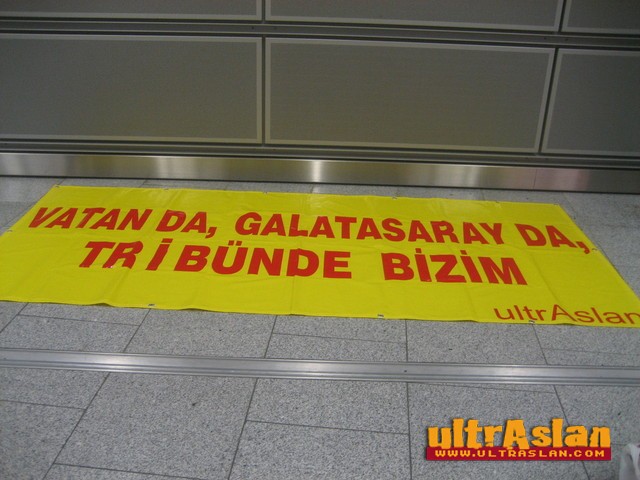 VATAN DA, GALATASARAY DA,
TRİBÜNDE BİZİM
ultrAslan
ultrAslan
WWW.ULTRASLAN.COM